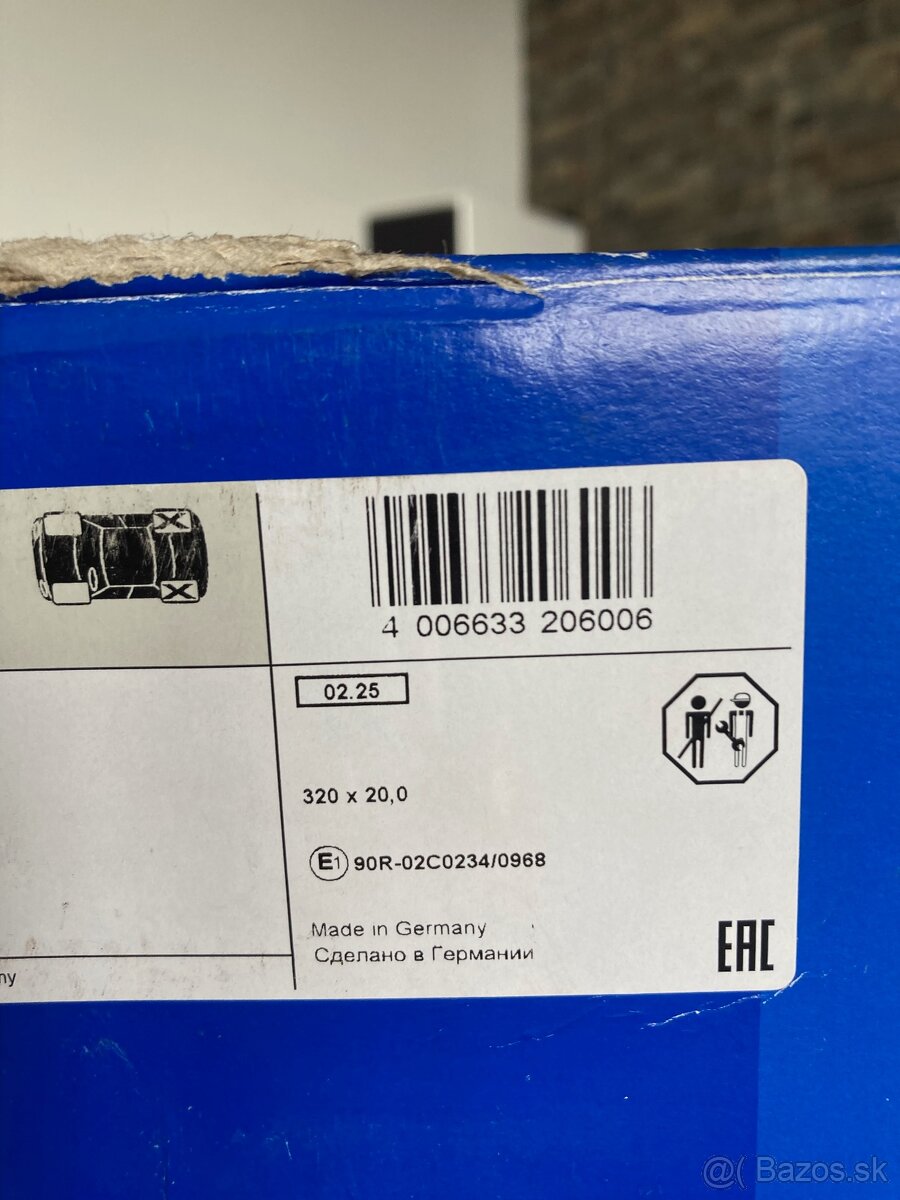 4 006633 206006
02.25
320 x 20,0
E1 90R-02C0234/0968
Made in Germany
Сделано в Германии
EAC
ny
@( Bazos.sk